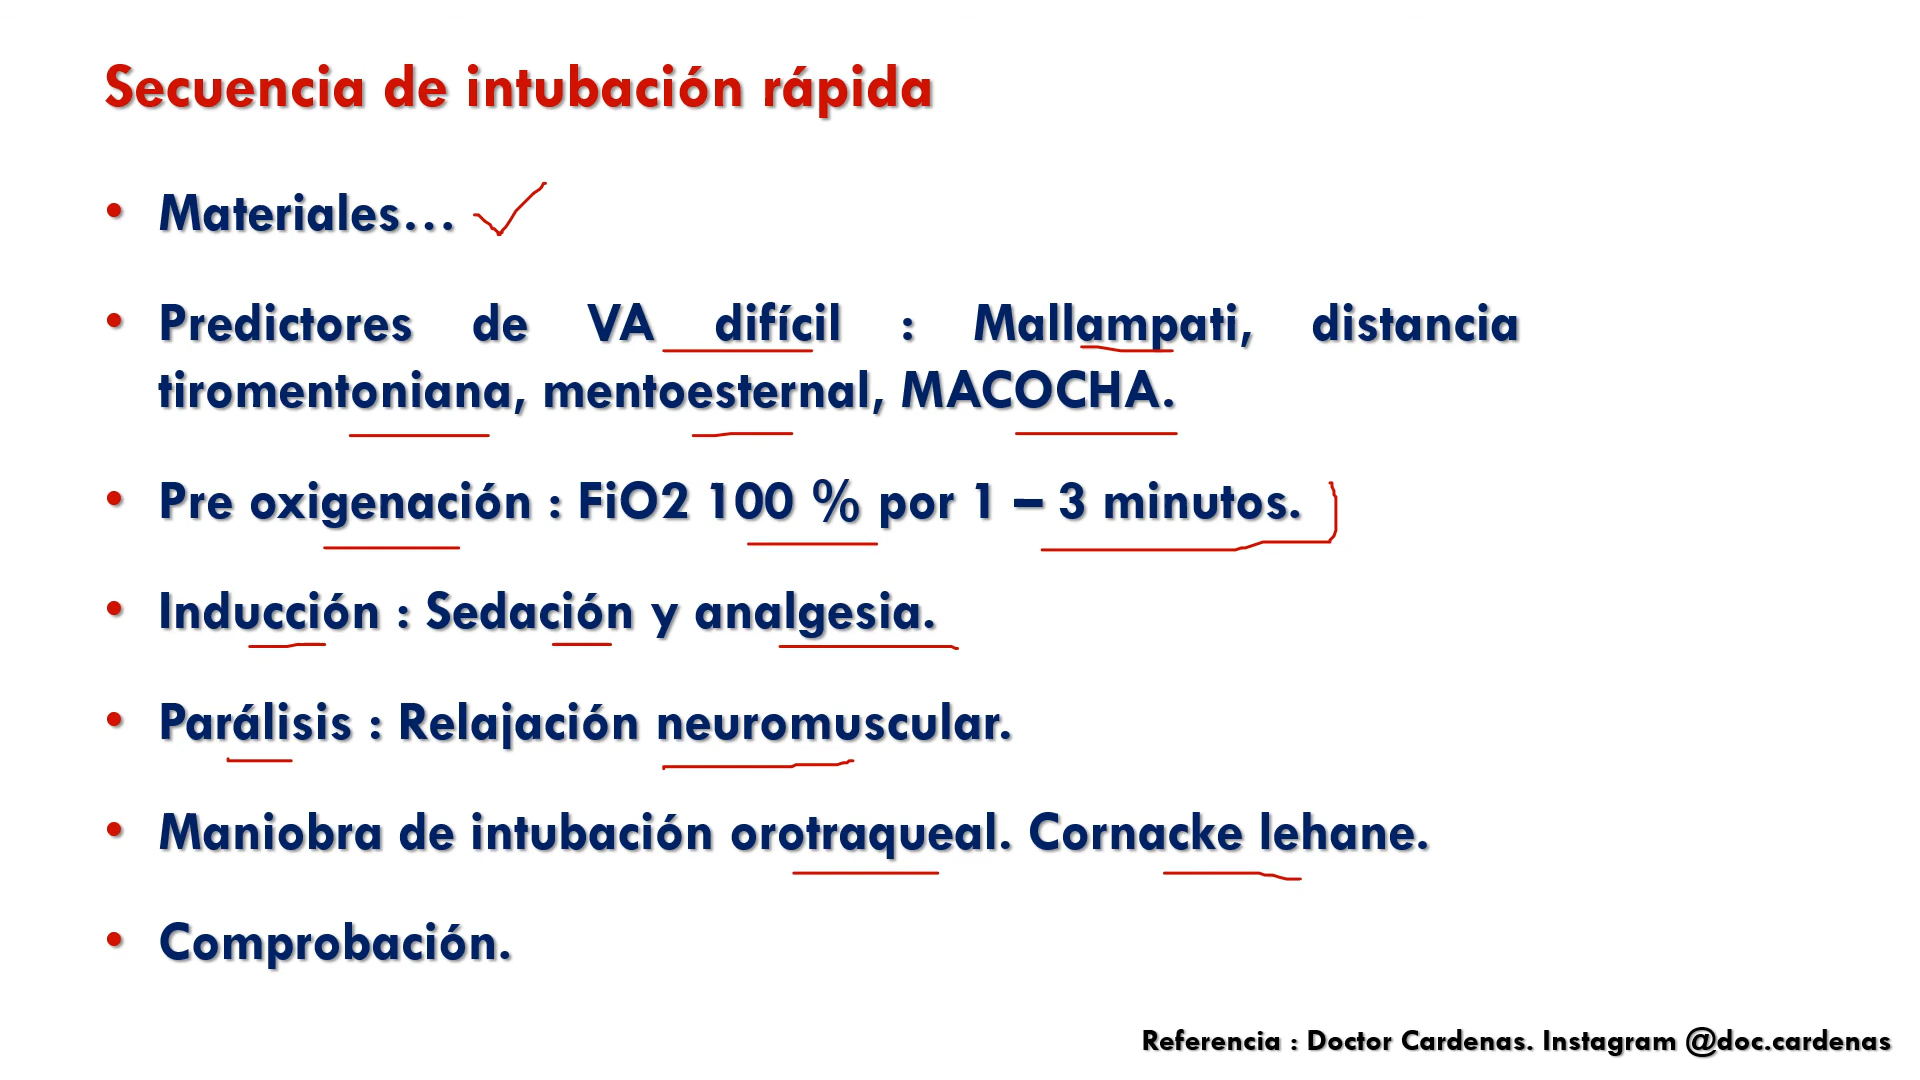 Secuencia de intubación rápida
• Materiales…
• Predictores de VA difícil : Mallampati, distancia
tiromentoniana, mentoesternal, MACOCHA.
• Pre oxigenación : FiO2 100 % por 1 – 3 minutos.
• Inducción : Sedación y analgesia.
• Parálisis : Relajación neuromuscular.
• Maniobra de intubación orotraqueal. Cornacke lehane.
• Comprobación.
Referencia : Doctor Cardenas. Instagram @doc.cardenas